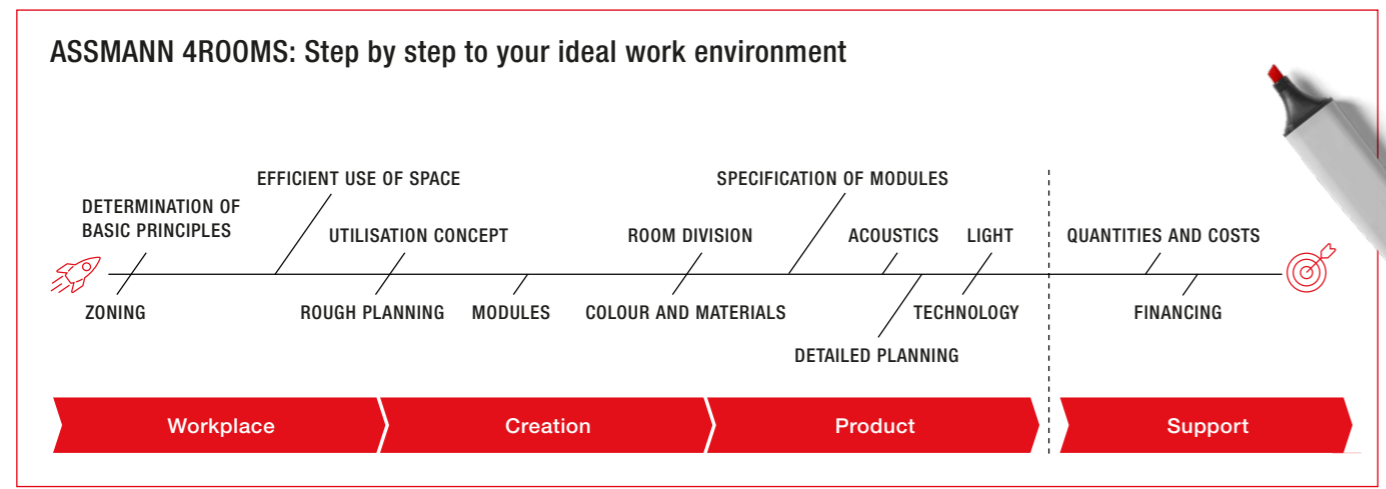 ASSMANN 4ROOMS: Step by step to your ideal work environment
EFFICIENT USE OF SPACE
SPECIFICATION OF MODULES
DETERMINATION OF
BASIC PRINCIPLES
UTILISATION CONCEPT
ROOM DIVISION
ACOUSTICS
LIGHT
QUANTITIES AND COSTS
ZONING
ROUGH PLANNING
MODULES
COLOUR AND MATERIALS
TECHNOLOGY
FINANCING
DETAILED PLANNING
Workplace
Creation
Product
Support